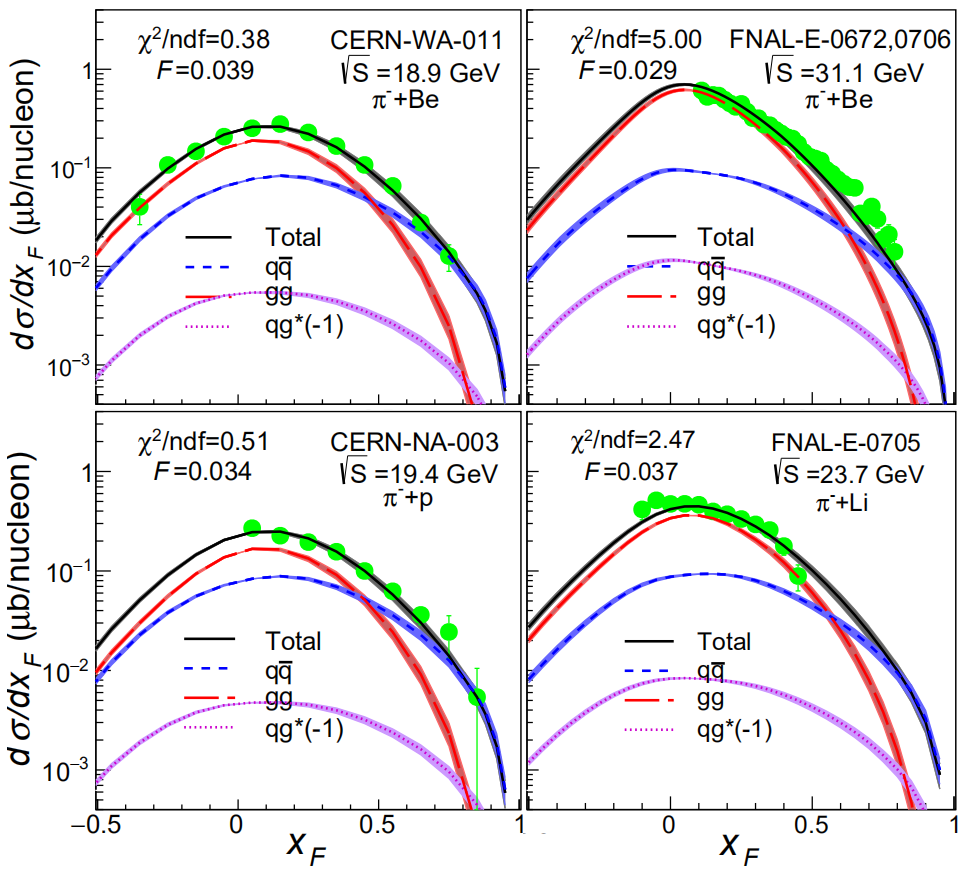 χ²/ndf=0.38 CERN-WA-011
F=0.039 √S =18.9 GeV
π⁻+Be
1
10⁻¹
10⁻²
10⁻³
dσ/dx_F (μb/nucleon)
Total
qq̅
gg
qg*(-1)
χ²/ndf=5.00 FNAL-E-0672,0706
F=0.029 √S =31.1 GeV
π⁻+Be
Total
qq̅
gg
qg*(-1)
χ²/ndf=0.51 CERN-NA-003
F=0.034 √S =19.4 GeV
π⁻+p
1
10⁻¹
10⁻²
10⁻³
dσ/dx_F (μb/nucleon)
Total
qq̅
gg
qg*(-1)
−0.5 0 0.5 1
x_F
χ²/ndf=2.47 FNAL-E-0705
F=0.037 √S =23.7 GeV
π⁻+Li
Total
qq̅
gg
qg*(-1)
0 0.5 1
x_F